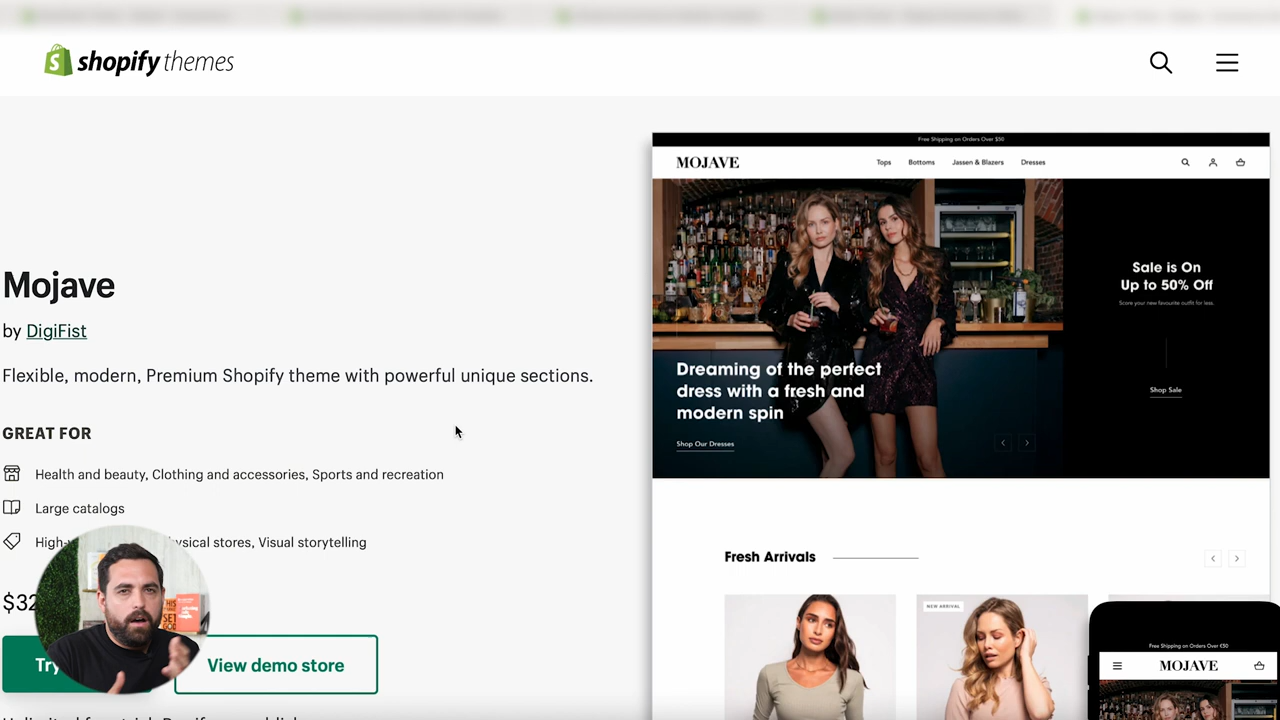 shopify themes
Mojave
by DigiFist
Flexible, modern, Premium Shopify theme with powerful unique sections.
GREAT FOR
Health and beauty, Clothing and accessories, Sports and recreation
Large catalogs
stores, Visual storytelling
View demo store
Free Shipping on Orders Over $50
MOJAVE
Tops Bottoms Jassen & Blazers Dresses
Sale is On
Up to 50% Off
Score your new favourite outfit for less.
Shop Sale
Dreaming of the perfect
dress with a fresh and
modern spin
Shop Our Dresses
Fresh Arrivals
NEW ARRIVAL
Free Shipping on Orders Over €50
MOJAVE